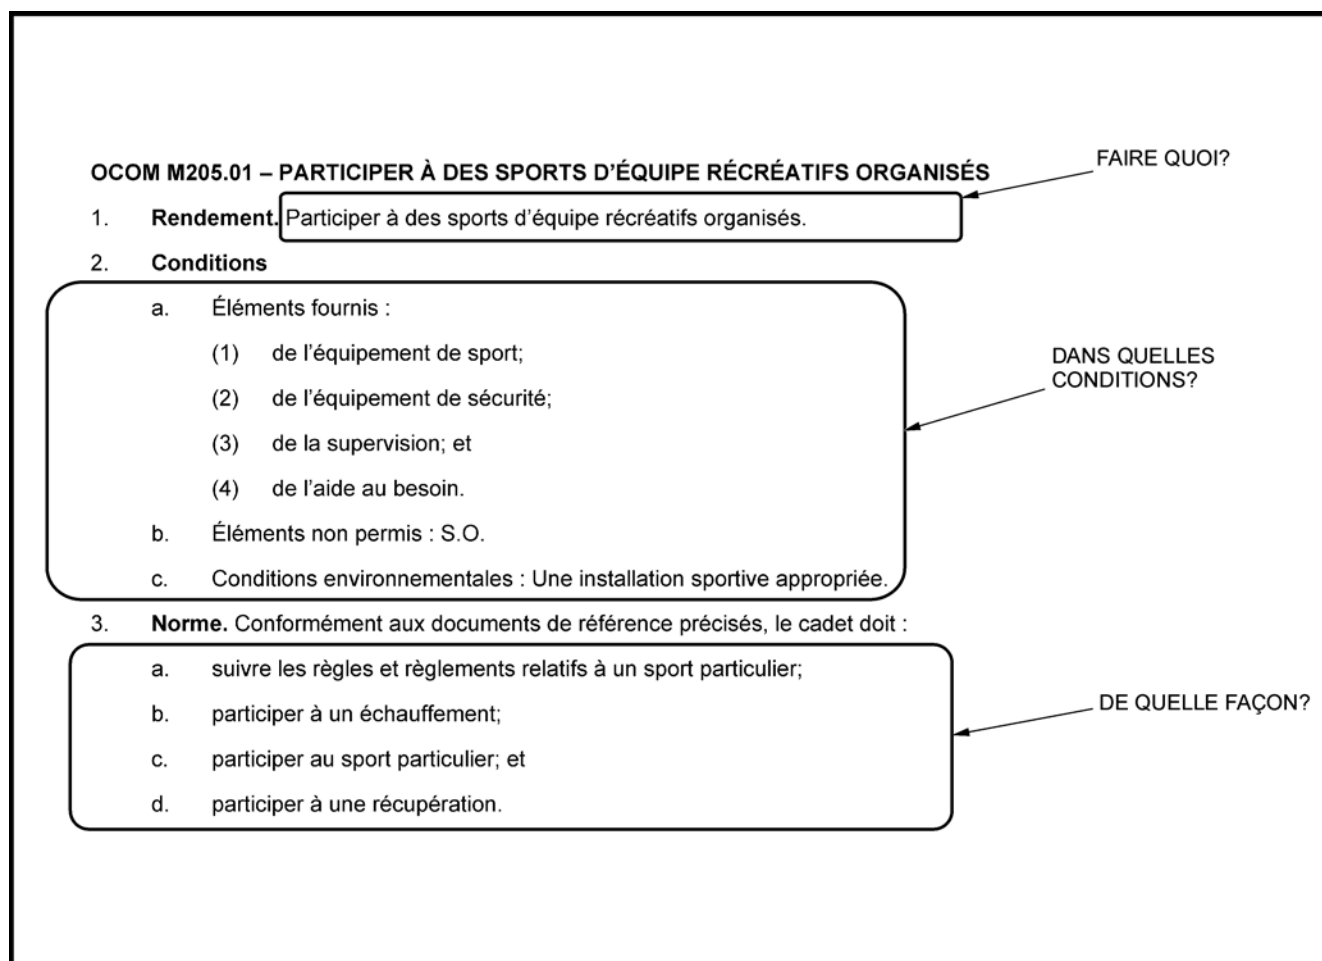 FAIRE QUOI?
OCOM M205.01 – PARTICIPER À DES SPORTS D'ÉQUIPE RÉCRÉATIFS ORGANISÉS
1. Rendement. Participer à des sports d'équipe récréatifs organisés.
2. Conditions
a. Éléments fournis :
(1) de l'équipement de sport;
(2) de l'équipement de sécurité;
(3) de la supervision; et
(4) de l'aide au besoin.
b. Éléments non permis : S.O.
c. Conditions environnementales : Une installation sportive appropriée.
DANS QUELLES
CONDITIONS?
3. Norme. Conformément aux documents de référence précisés, le cadet doit :
a. suivre les règles et règlements relatifs à un sport particulier;
b. participer à un échauffement;
c. participer au sport particulier; et
d. participer à une récupération.
DE QUELLE FAÇON?